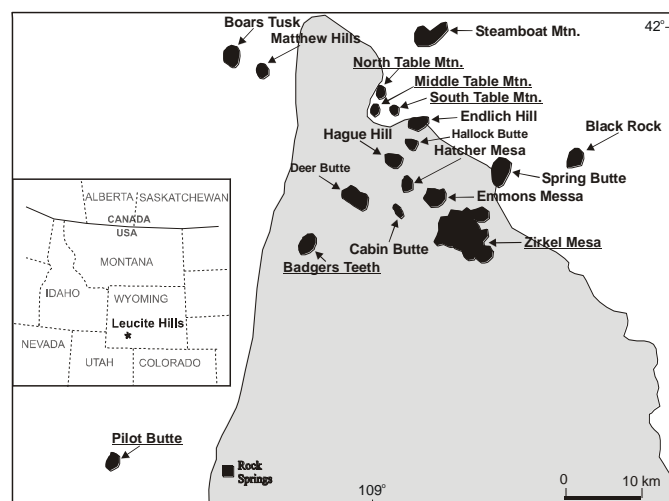 Boars Tusk
Matthew Hills
Steamboat Mtn.
42°
North Table Mtn.
Middle Table Mtn.
South Table Mtn.
Endlich Hill
Hallock Butte
Hague Hill
Hatcher Mesa
Black Rock
Deer Butte
Spring Butte
Emmons Messa
Cabin Butte
Zirkel Mesa
Badgers Teeth
ALBERTA
SASKATCHEWAN
CANADA
USA
MONTANA
IDAHO
WYOMING
Leucite Hills
NEVADA
UTAH
COLORADO
Pilot Butte
Rock
Springs
109°
0
10 km